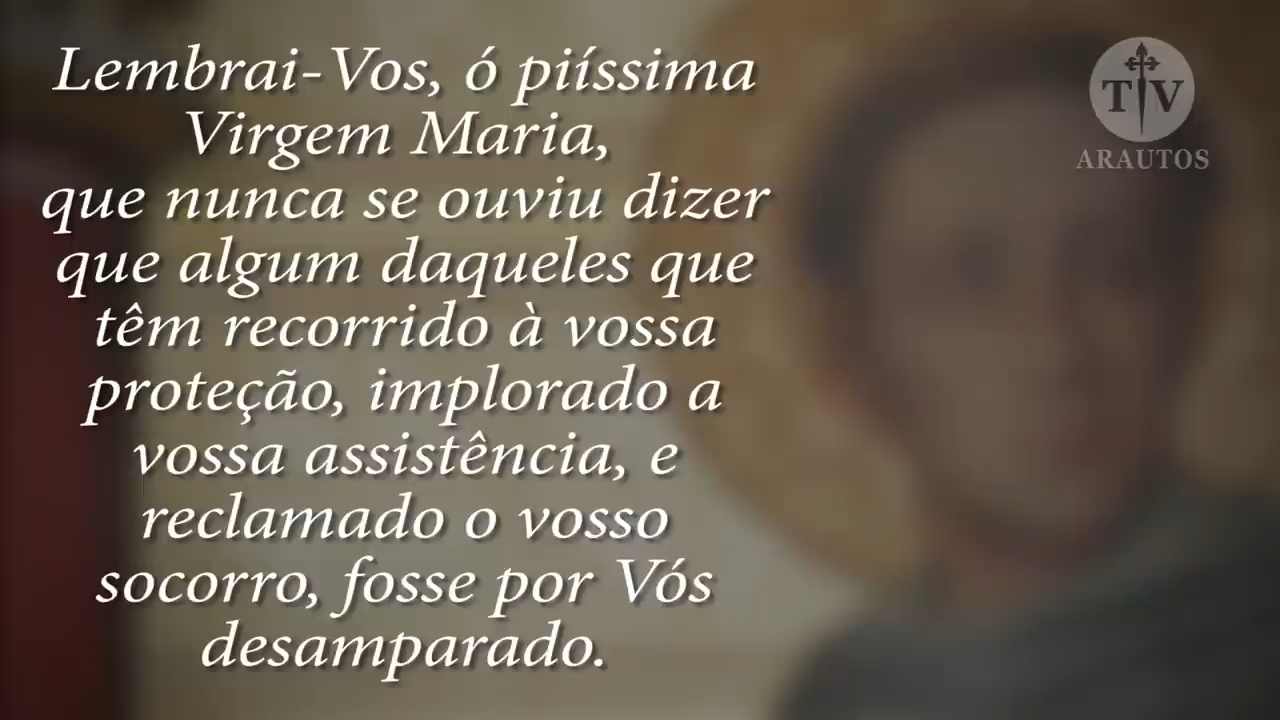 Lembrai-Vos, ó piíssima
Virgem Maria,
que nunca se ouviu dizer
que algum daqueles que
têm recorrido à vossa
proteção, implorado a
vossa assistência, e
reclamado o vosso
socorro, fosse por Vós
desamparado.
TV
ARAUTOS